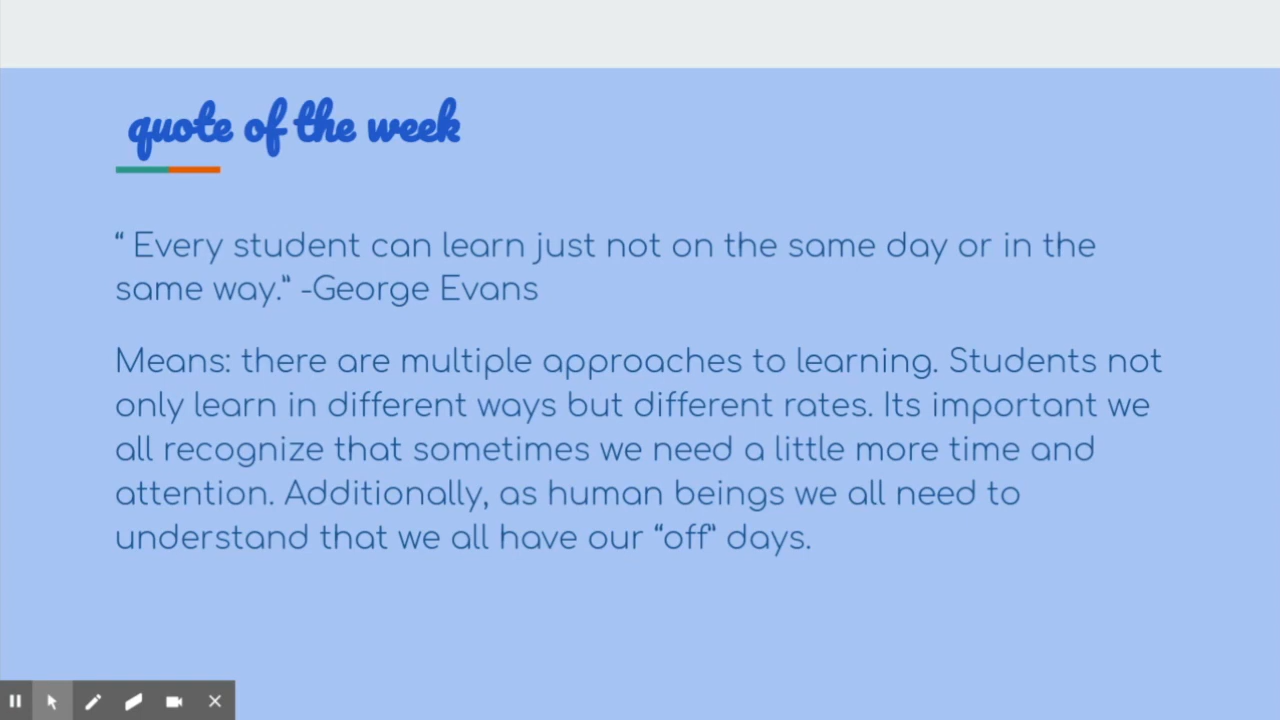 quote of the week
“ Every student can learn just not on the same day or in the
same way.” -George Evans
Means: there are multiple approaches to learning. Students not
only learn in different ways but different rates. Its important we
all recognize that sometimes we need a little more time and
attention. Additionally, as human beings we all need to
understand that we all have our “off” days.